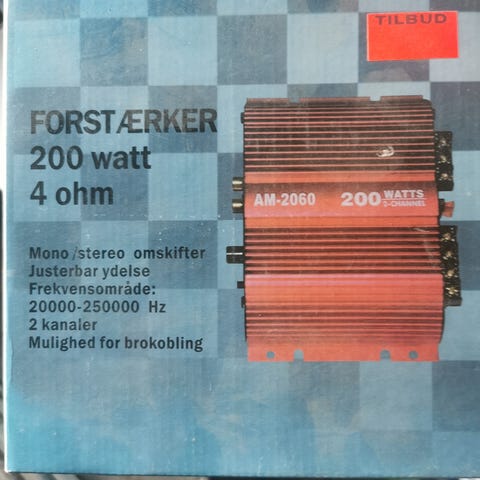 TILBUD
FORSTÆRKER
200 watt
4 ohm
AM-2060
200 WATTS
2-CHANNEL
Mono /stereo omskifter
Justerbar ydelse
Frekvensområde:
20000-250000 Hz
2 kanaler
Mulighed for brokobling